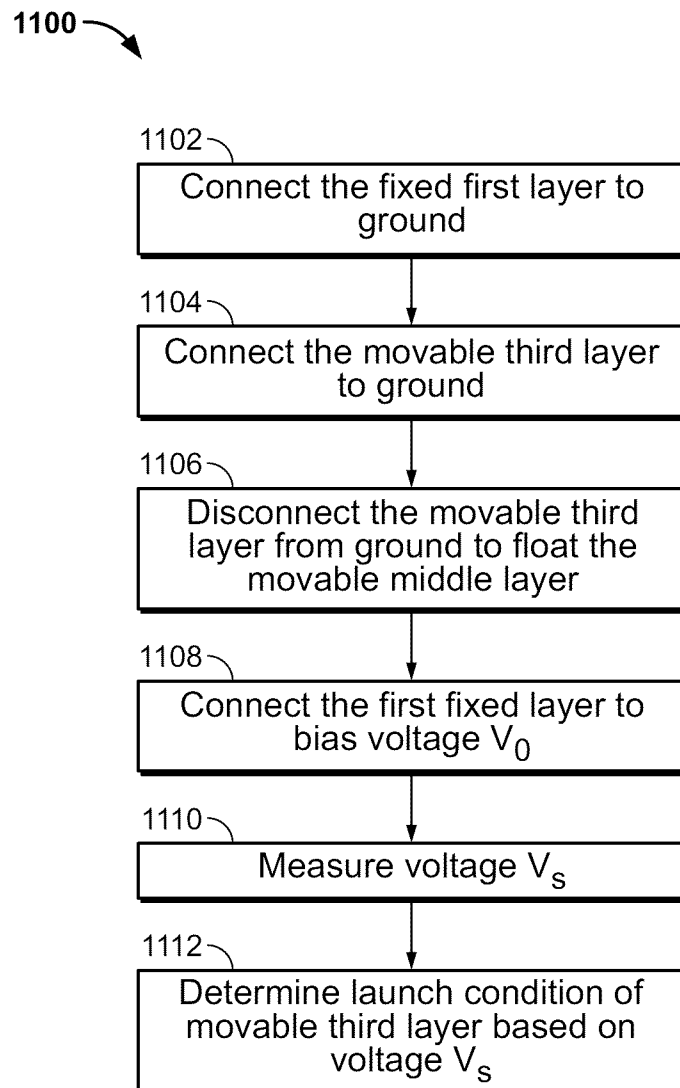 1100
1102
Connect the fixed first layer to
ground
1104
Connect the movable third layer
to ground
1106
Disconnect the movable third
layer from ground to float the
movable middle layer
1108
Connect the first fixed layer to
bias voltage V0
1110
Measure voltage Vs
1112
Determine launch condition of
movable third layer based on
voltage Vs